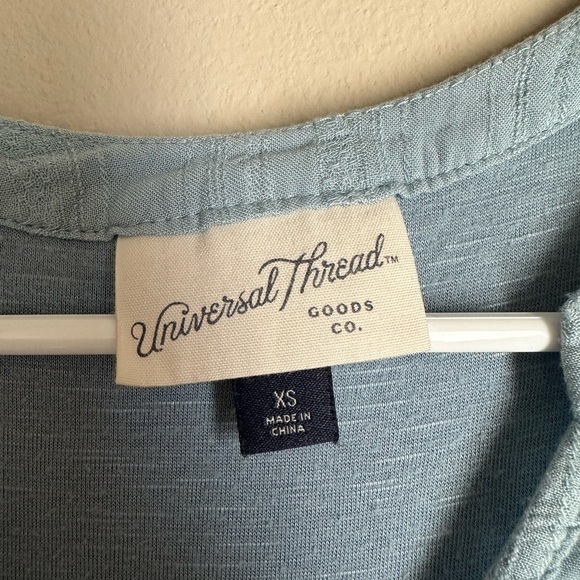 Universal Thread™
GOODS
CO.
XS
MADE IN
CHINA